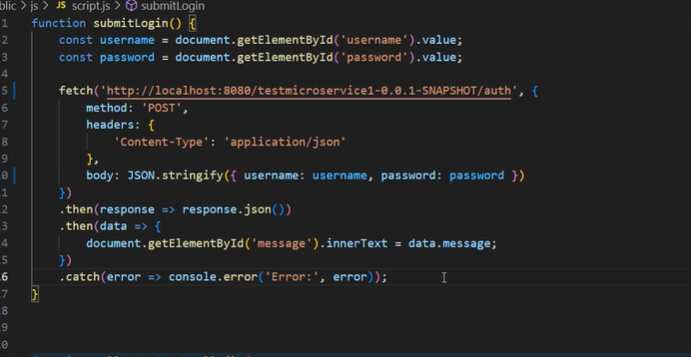 blic > js > JS script.js > submitLogin
1 function submitLogin() {
2 const username = document.getElementById('username').value;
3 const password = document.getElementById('password').value;
4
5 fetch('http://localhost:8080/testmicroservice1-0.0.1-SNAPSHOT/auth', {
6 method: 'POST',
7 headers: {
8 'Content-Type': 'application/json'
9 },
10 body: JSON.stringify({ username: username, password: password })
11 })
12 .then(response => response.json())
13 .then(data => {
14 document.getElementById('message').innerText = data.message;
15 })
16 .catch(error => console.error('Error:', error));
17 }
18
19
20